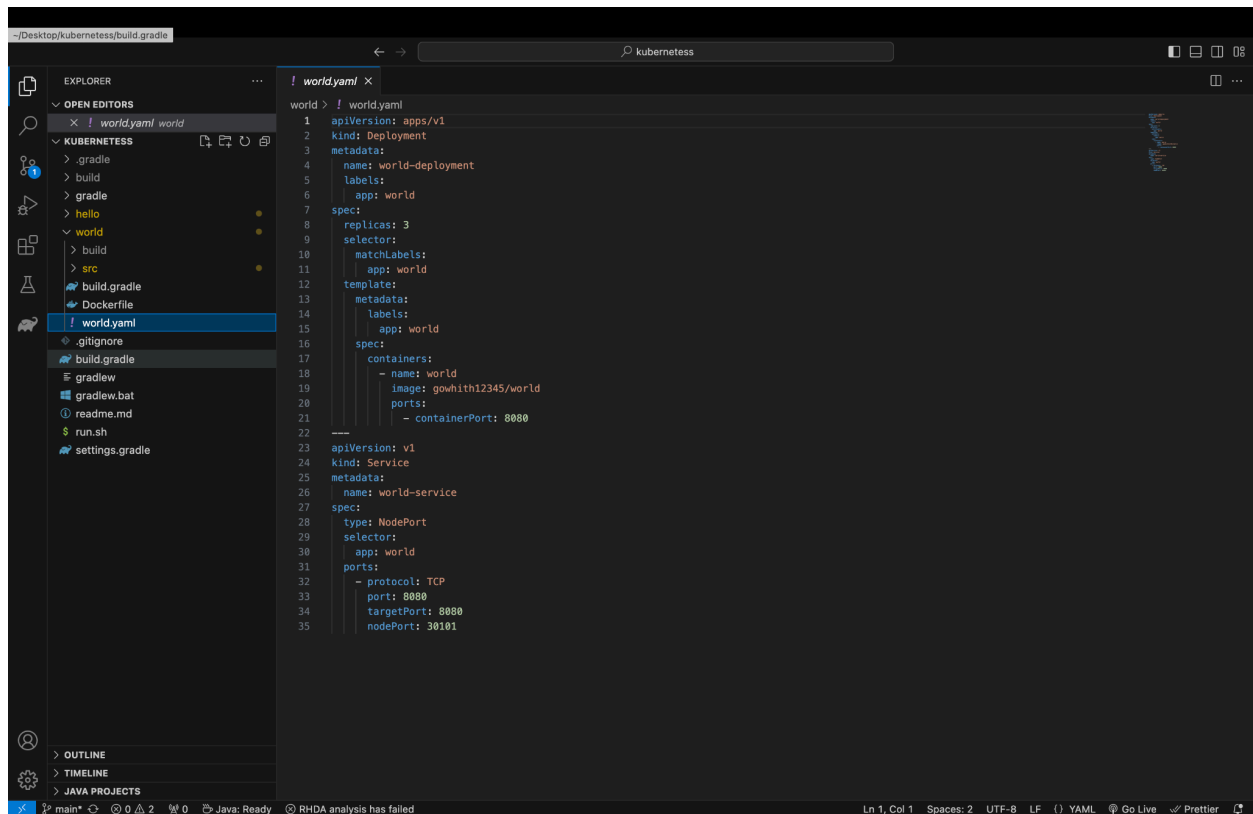 ~/Desktop/kubernetess/build.gradle
kubernetess
EXPLORER
OPEN EDITORS
! world.yaml world
KUBERNETESS
.gradle
build
gradle
hello
world
build
src
build.gradle
Dockerfile
! world.yaml
.gitignore
build.gradle
gradlew
gradlew.bat
readme.md
$ run.sh
settings.gradle
OUTLINE
TIMELINE
JAVA PROJECTS
! world.yaml
world > ! world.yaml
1 apiVersion: apps/v1
2 kind: Deployment
3 metadata:
4   name: world-deployment
5   labels:
6     app: world
7 spec:
8   replicas: 3
9   selector:
10     matchLabels:
11       app: world
12   template:
13     metadata:
14       labels:
15         app: world
16     spec:
17       containers:
18         - name: world
19           image: gowhith12345/world
20           ports:
21             - containerPort: 8080
22 ---
23 apiVersion: v1
24 kind: Service
25 metadata:
26   name: world-service
27 spec:
28   type: NodePort
29   selector:
30     app: world
31   ports:
32     - protocol: TCP
33       port: 8080
34       targetPort: 8080
35       nodePort: 30101
1
main* 0 2 0 Java: Ready RHDA analysis has failed Ln 1, Col 1 Spaces: 2 UTF-8 LF {} YAML Go Live Prettier